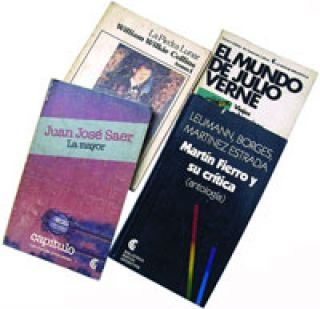 La Piedra Lunar
William Wilkie Collins
EL MUNDO
DE JULIO
VERNE
Juan José Saer
La mayor
capítulo
LEUMANN, BORGES,
MARTINEZ ESTRADA
Martín Fierro y
su crítica
(antología)